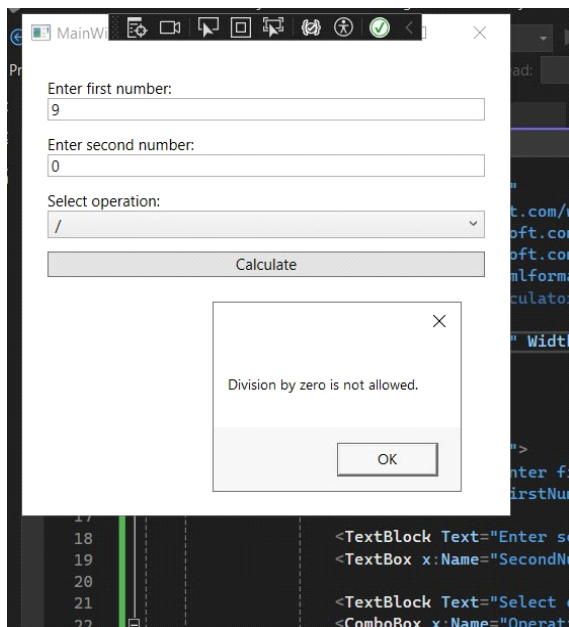 MainWi
Enter first number:
9
Enter second number:
0
Select operation:
/
Calculate
Division by zero is not allowed.
OK
Pr
ad:
"
t.com/
soft.co
oft.co
mlforma
culato
" Widt
">
nter f
irstNu
17
18 <TextBlock Text="Enter s
19 <TextBox x:Name="SecondN
20
21 <TextBlock Text="Select
22 <ComboBox x:Name="Operat